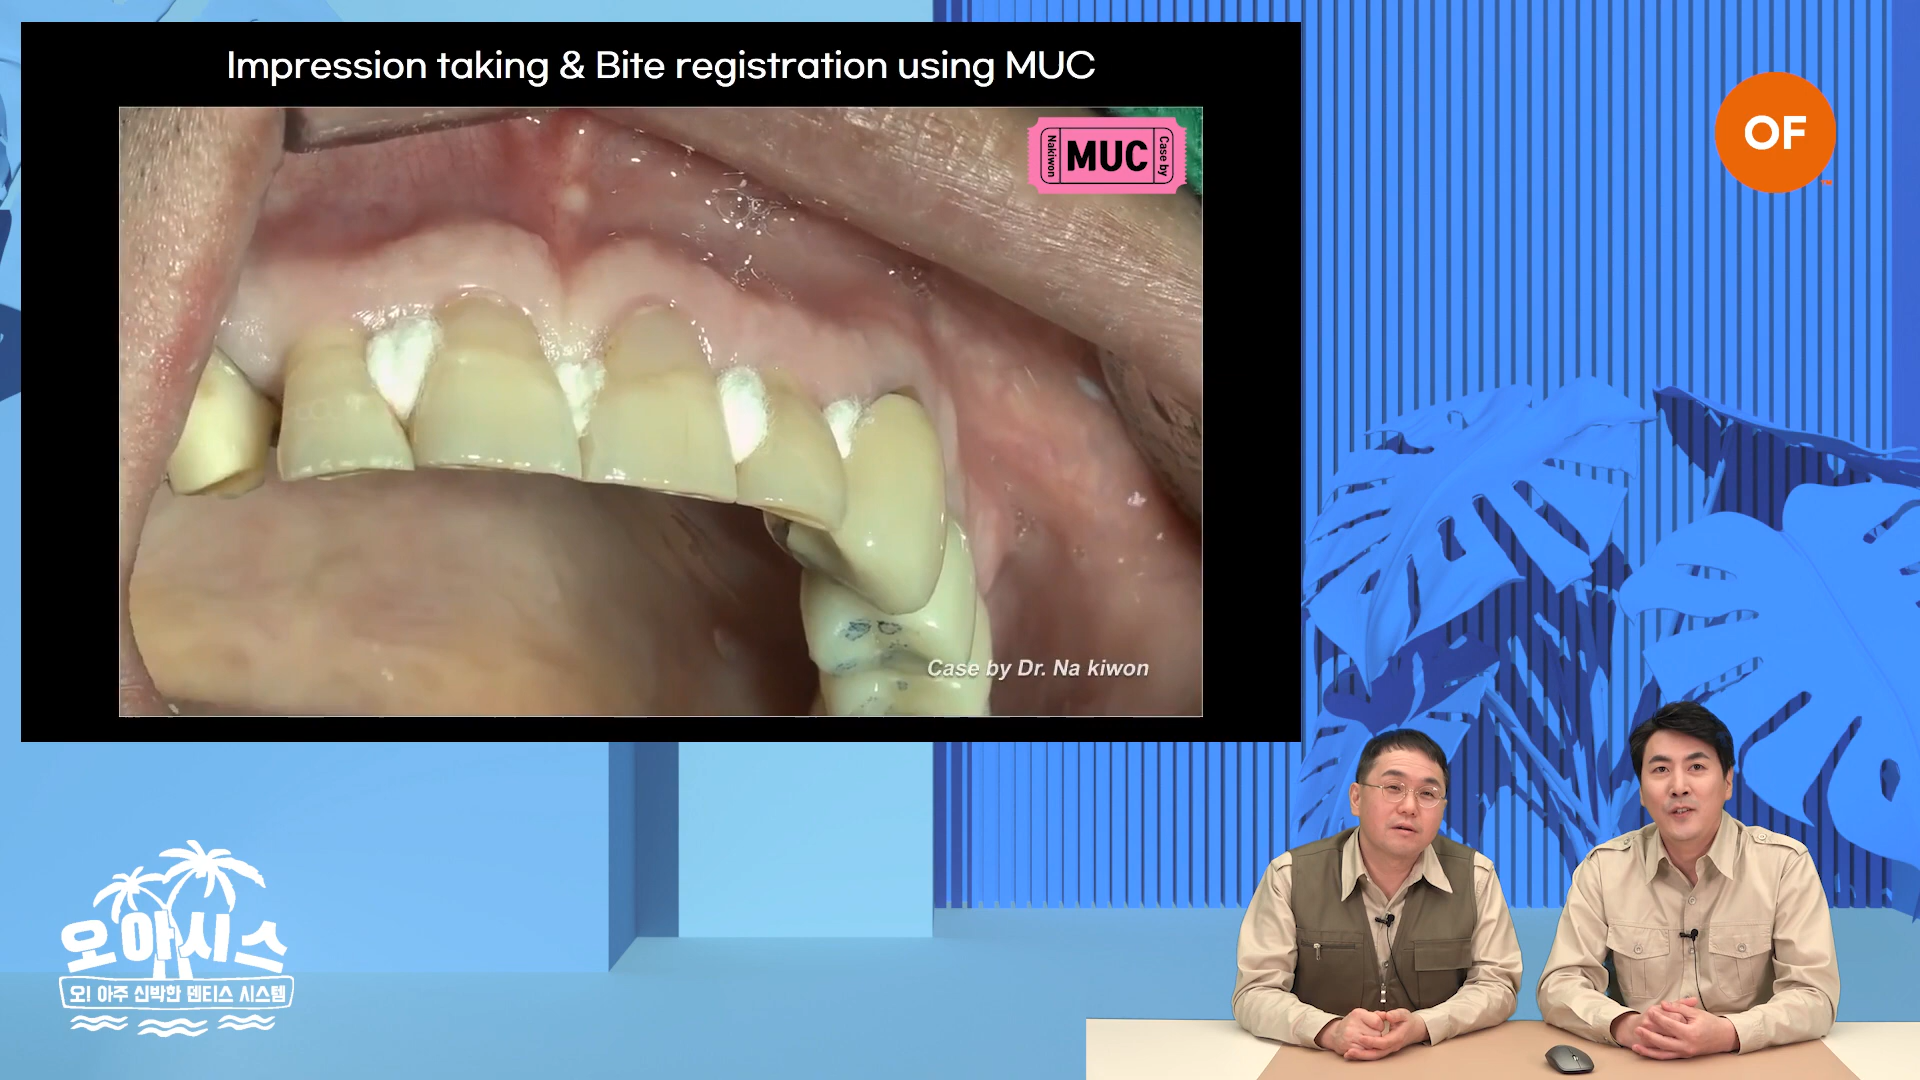 Impression taking & Bite registration using MUC
Nakiwon
MUC
Case by
OF
Case by Dr. Na kiwon
오아시스
오! 아주 신박한 덴티스 시스템